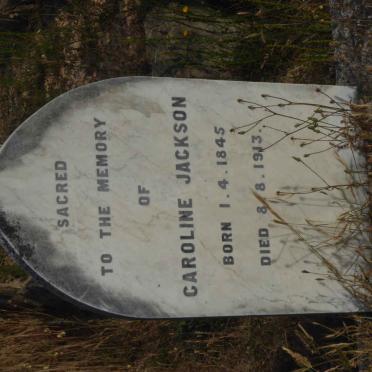 SACRED
TO THE MEMORY
OF
CAROLINE JACKSON
BORN 1.4.1845
DIED 8.8.1913.